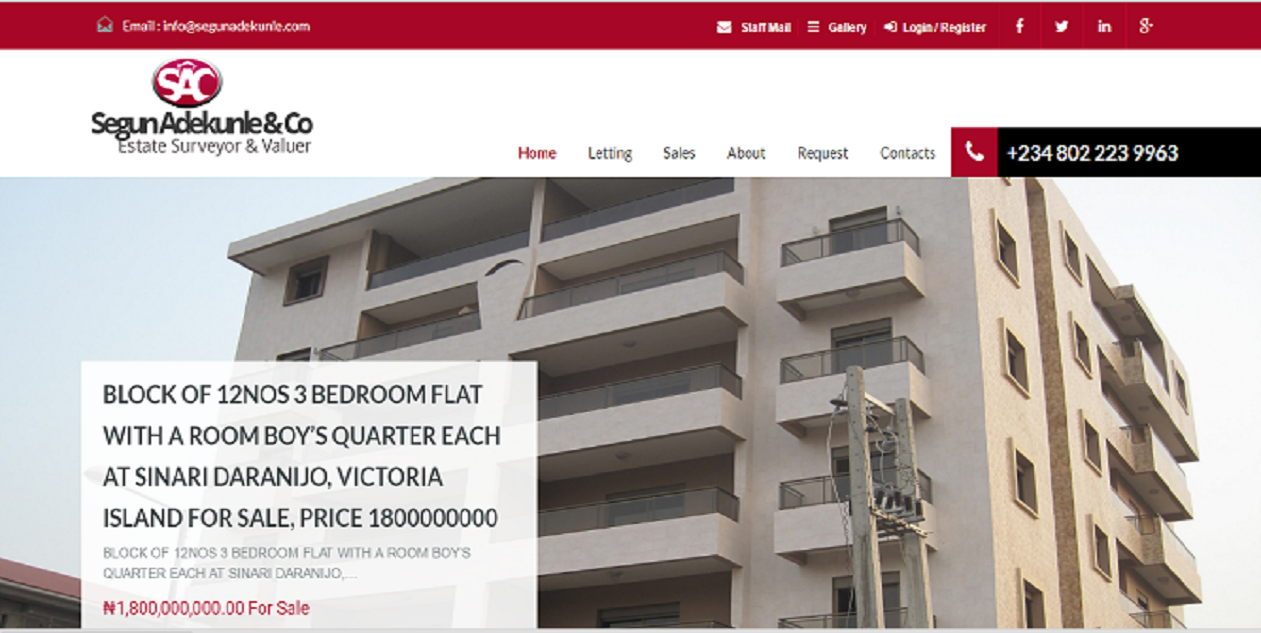 Email : info@segunadekunle.com
Staff Mail
Gallery
Login / Register
SAC
Segun Adekunle & Co
Estate Surveyor & Valuer
Home
Letting
Sales
About
Request
Contacts
+234 802 223 9963
BLOCK OF 12NOS 3 BEDROOM FLAT
WITH A ROOM BOY'S QUARTER EACH
AT SINARI DARANIJO, VICTORIA
ISLAND FOR SALE, PRICE 1800000000
BLOCK OF 12NOS 3 BEDROOM FLAT WITH A ROOM BOY'S
QUARTER EACH AT SINARI DARANIJO,...
₦1,800,000,000.00 For Sale